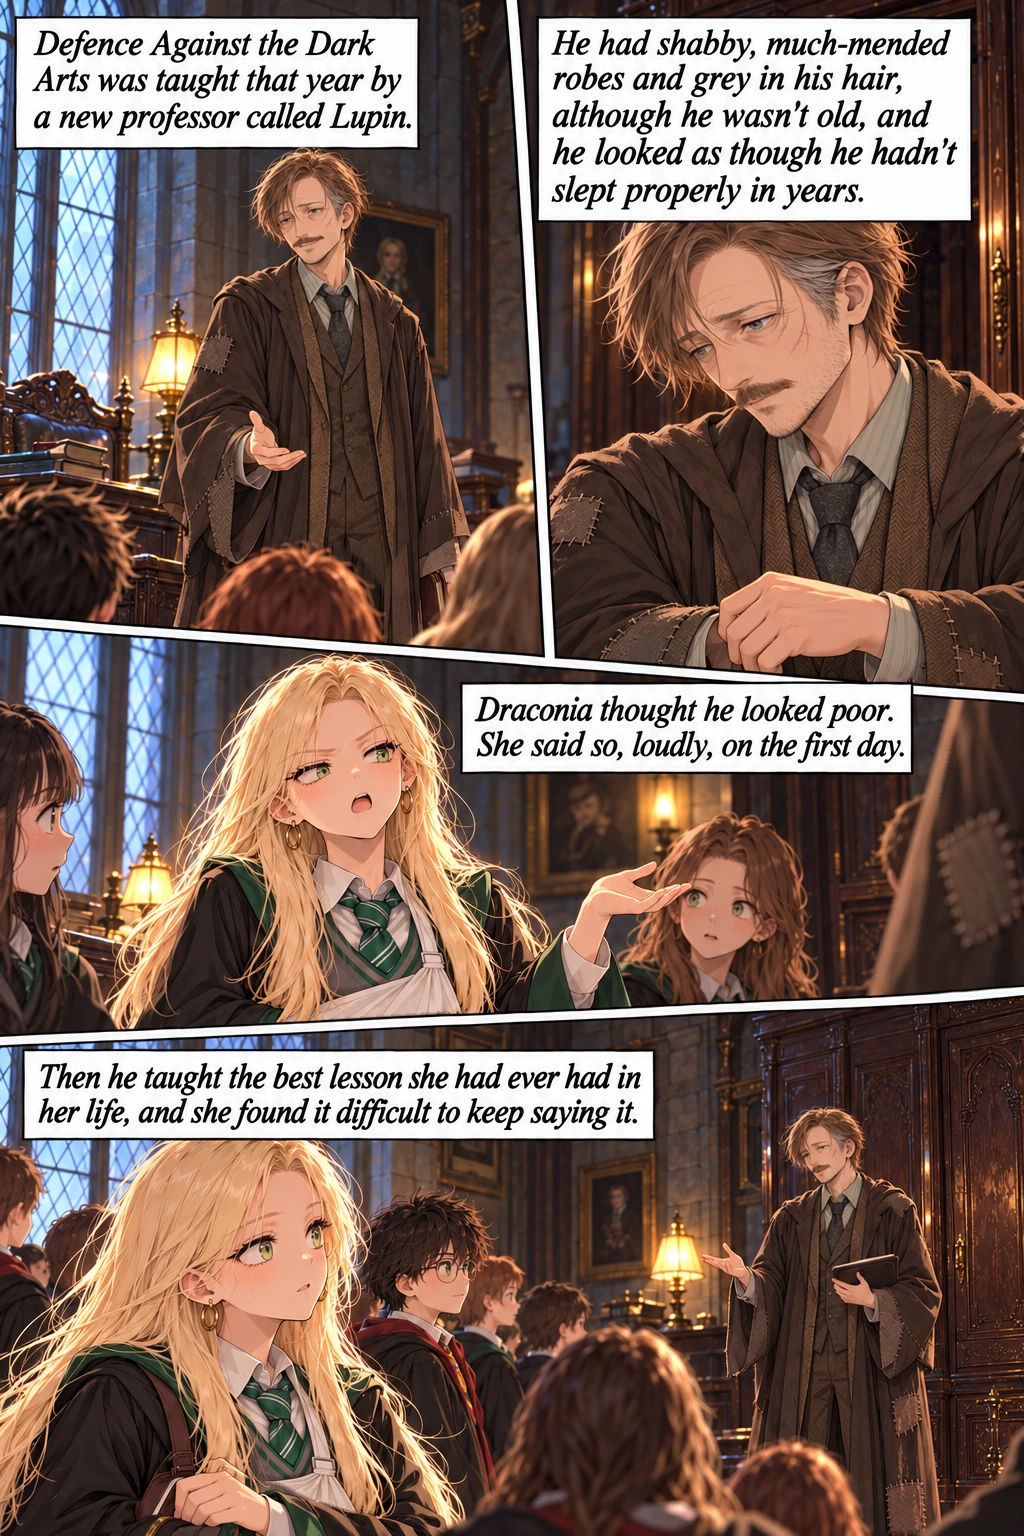 Defence Against the Dark
Arts was taught that year by
a new professor called Lupin.
He had shabby, much-mended
robes and grey in his hair,
although he wasn't old, and
he looked as though he hadn't
slept properly in years.
Draconia thought he looked poor.
She said so, loudly, on the first day.
Then he taught the best lesson she had ever had in
her life, and she found it difficult to keep saying it.